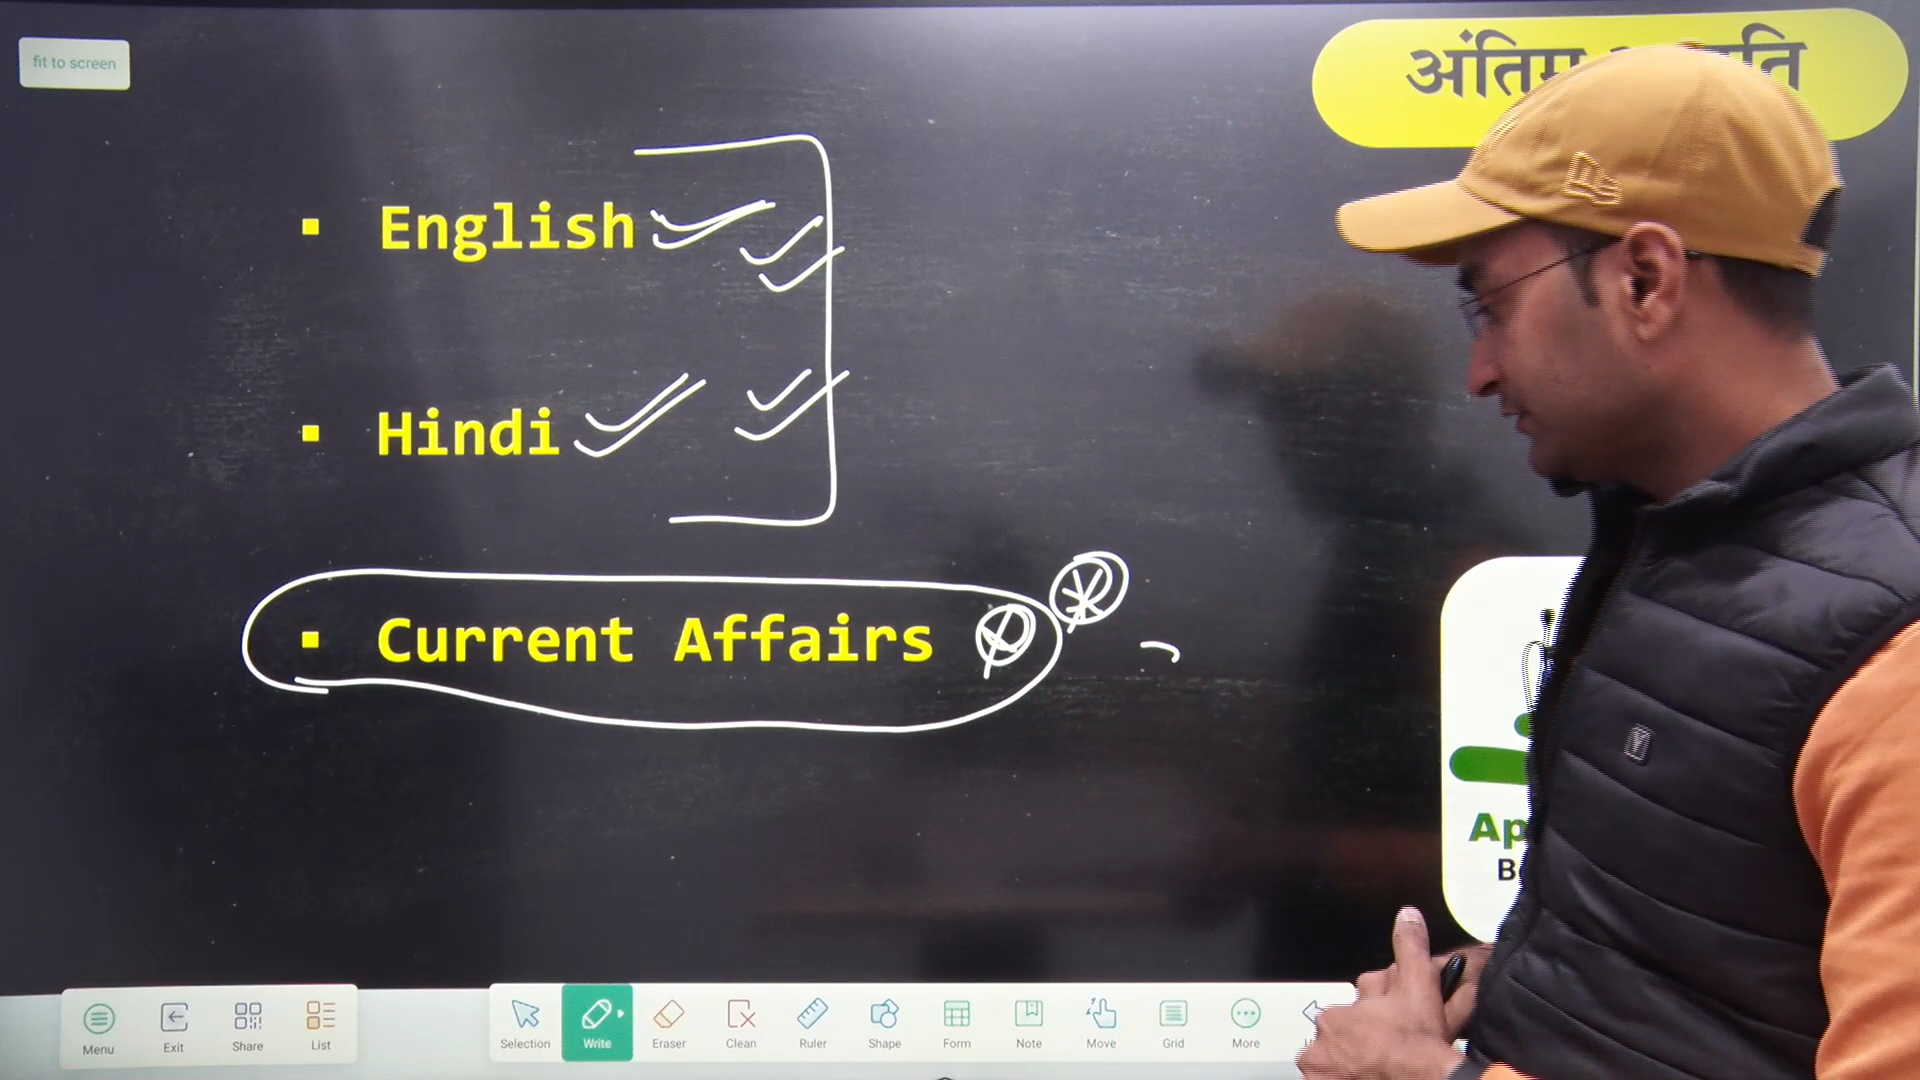 fit to screen
अंतिम
English
Hindi
Current Affairs
Menu
Exit
Share
List
Selection
Write
Eraser
Clean
Ruler
Shape
Form
Note
Move
Grid
More